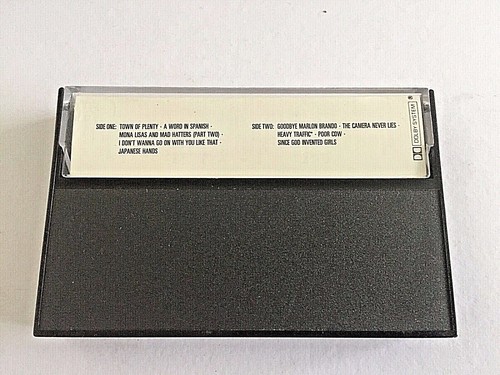 SIDE ONE: TOWN OF PLENTY · A WORD IN SPANISH ·
MONA LISAS AND MAD HATTERS (PART TWO) ·
I DON'T WANNA GO ON WITH YOU LIKE THAT ·
JAPANESE HANDS
SIDE TWO: GOODBYE MARLON BRANDO · THE CAMERA NEVER LIES ·
HEAVY TRAFFIC* · POOR COW ·
SINCE GOD INVENTED GIRLS
DOLBY SYSTEM